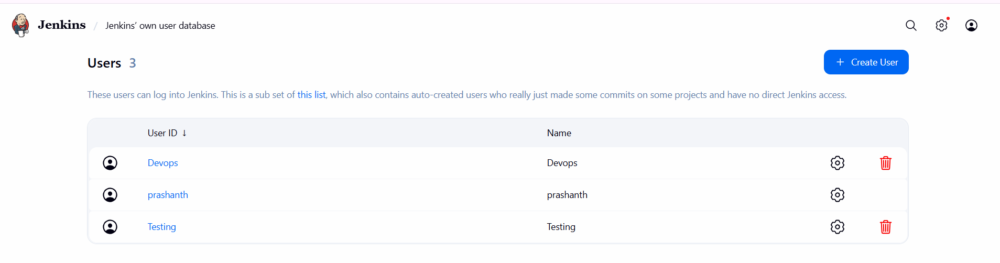 Jenkins / Jenkins’ own user database
Users 3
+ Create User
These users can log into Jenkins. This is a sub set of this list, which also contains auto-created users who really just made some commits on some projects and have no direct Jenkins access.
User ID ↓ Name
Devops Devops
prashanth prashanth
Testing Testing